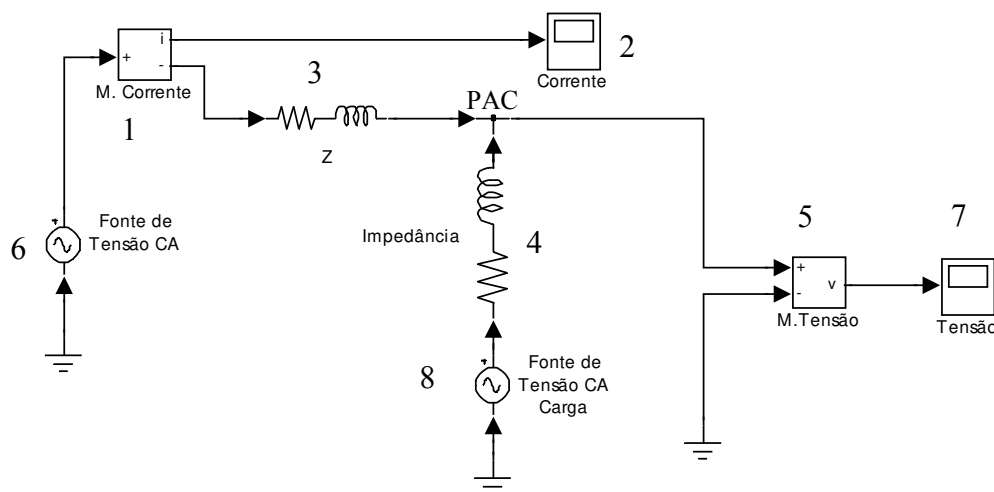 i
+
-
M. Corrente
1
3
Corrente
2
Z
PAC
Impedância
4
6
Fonte de
Tensão CA
+
5
+
-
v
M.Tensão
7
Tensão
8
+
Fonte de
Tensão CA
Carga